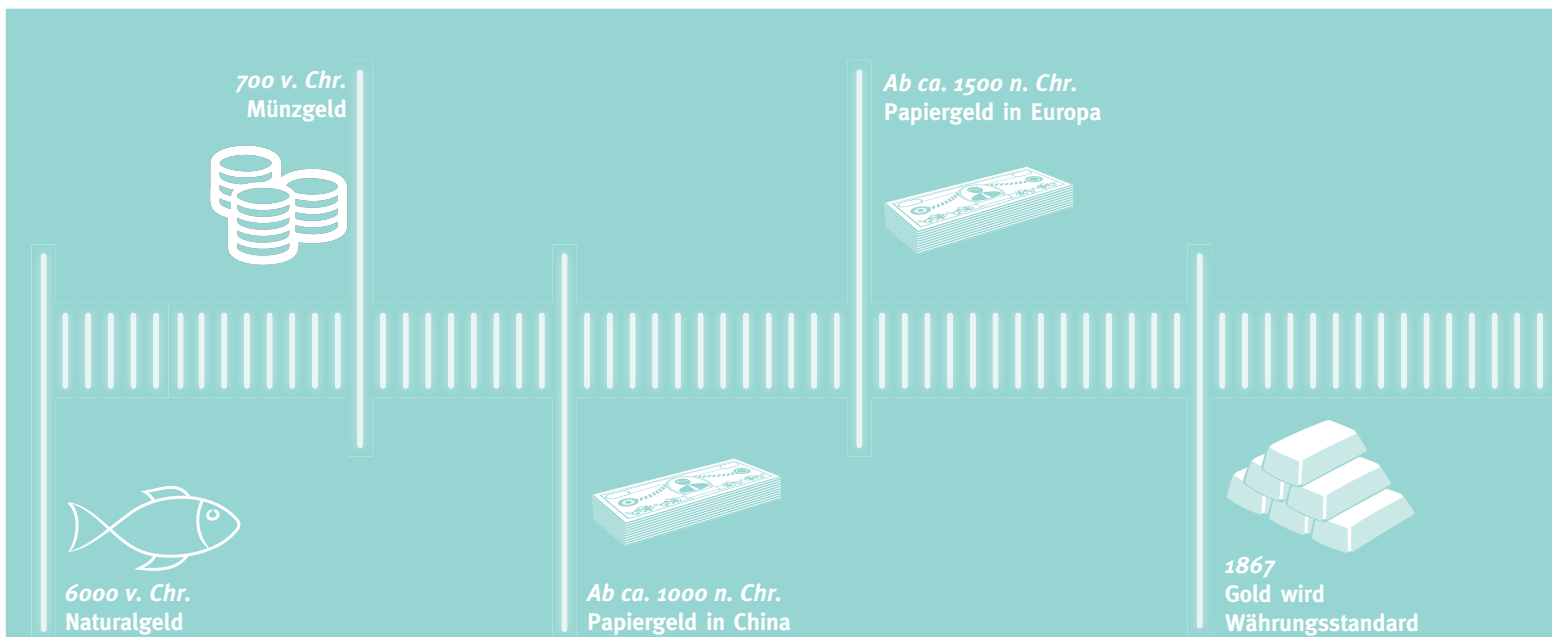 6000 v. Chr.
Naturalgeld
700 v. Chr.
Münzgeld
Ab ca. 1000 n. Chr.
Papiergeld in China
Ab ca. 1500 n. Chr.
Papiergeld in Europa
1867
Gold wird
Währungsstandard